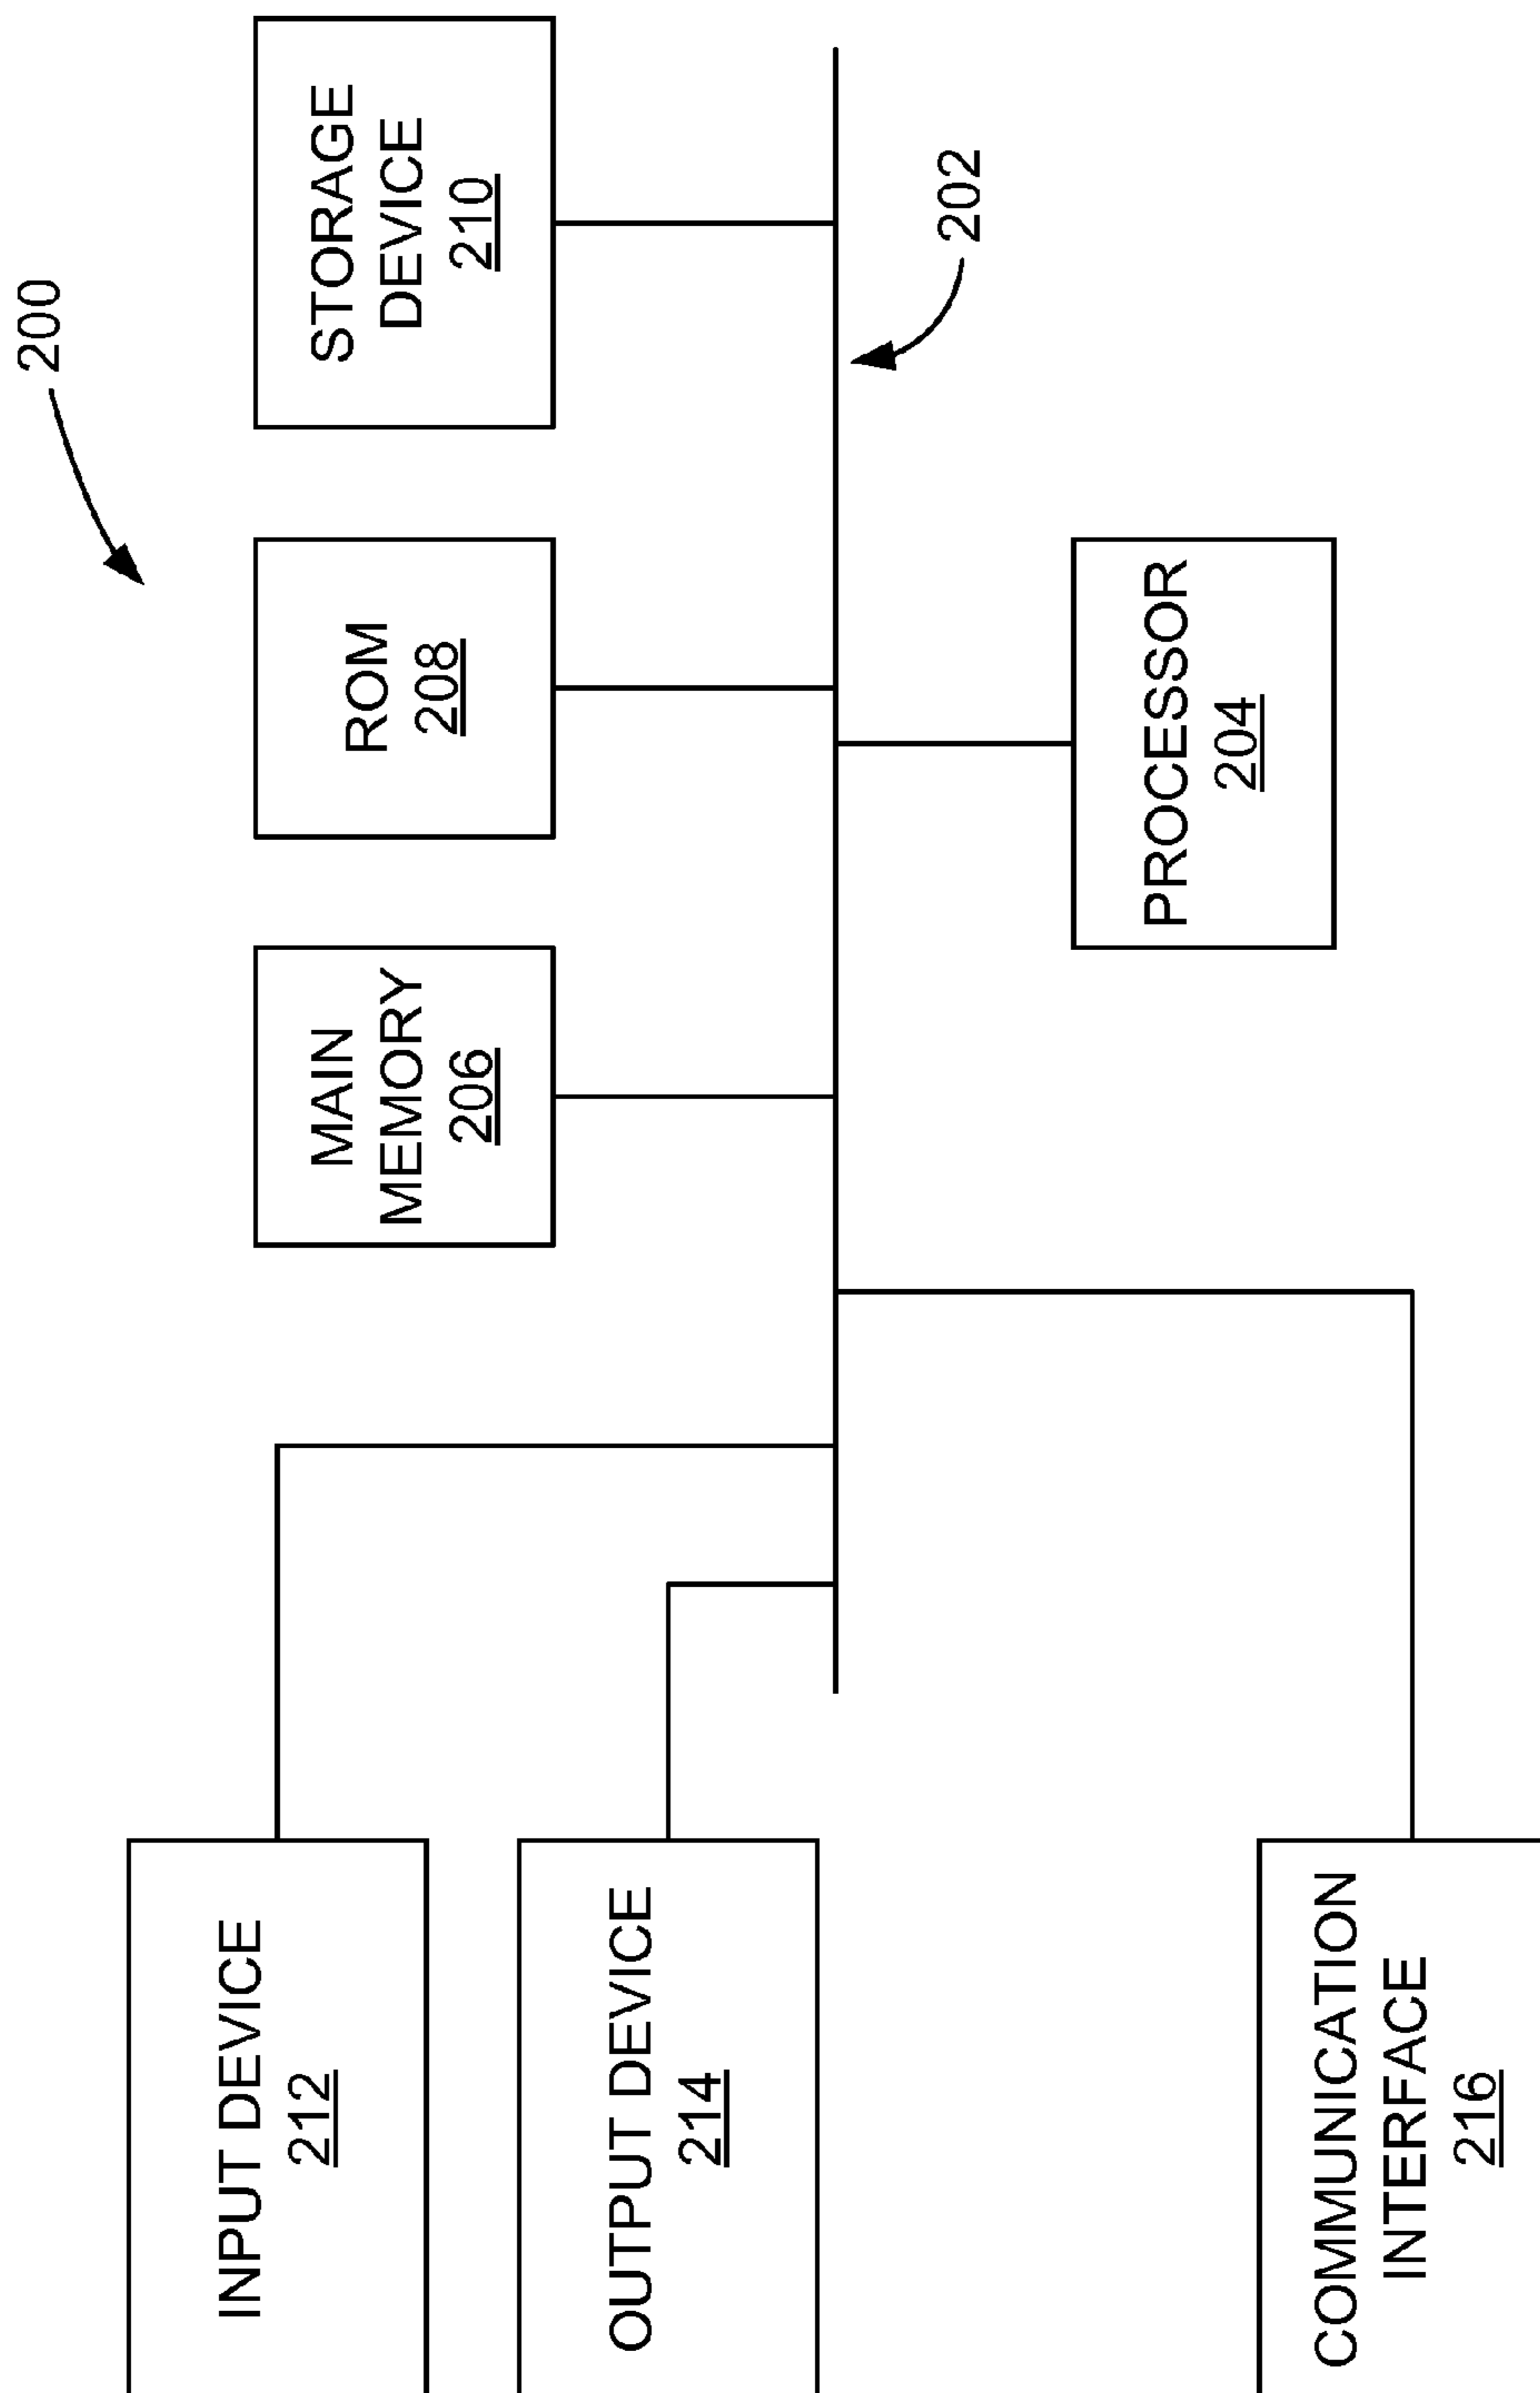 200
INPUT DEVICE
212
MAIN
MEMORY
206
ROM
208
STORAGE
DEVICE
210
OUTPUT DEVICE
214
202
PROCESSOR
204
COMMUNICATION
INTERFACE
216